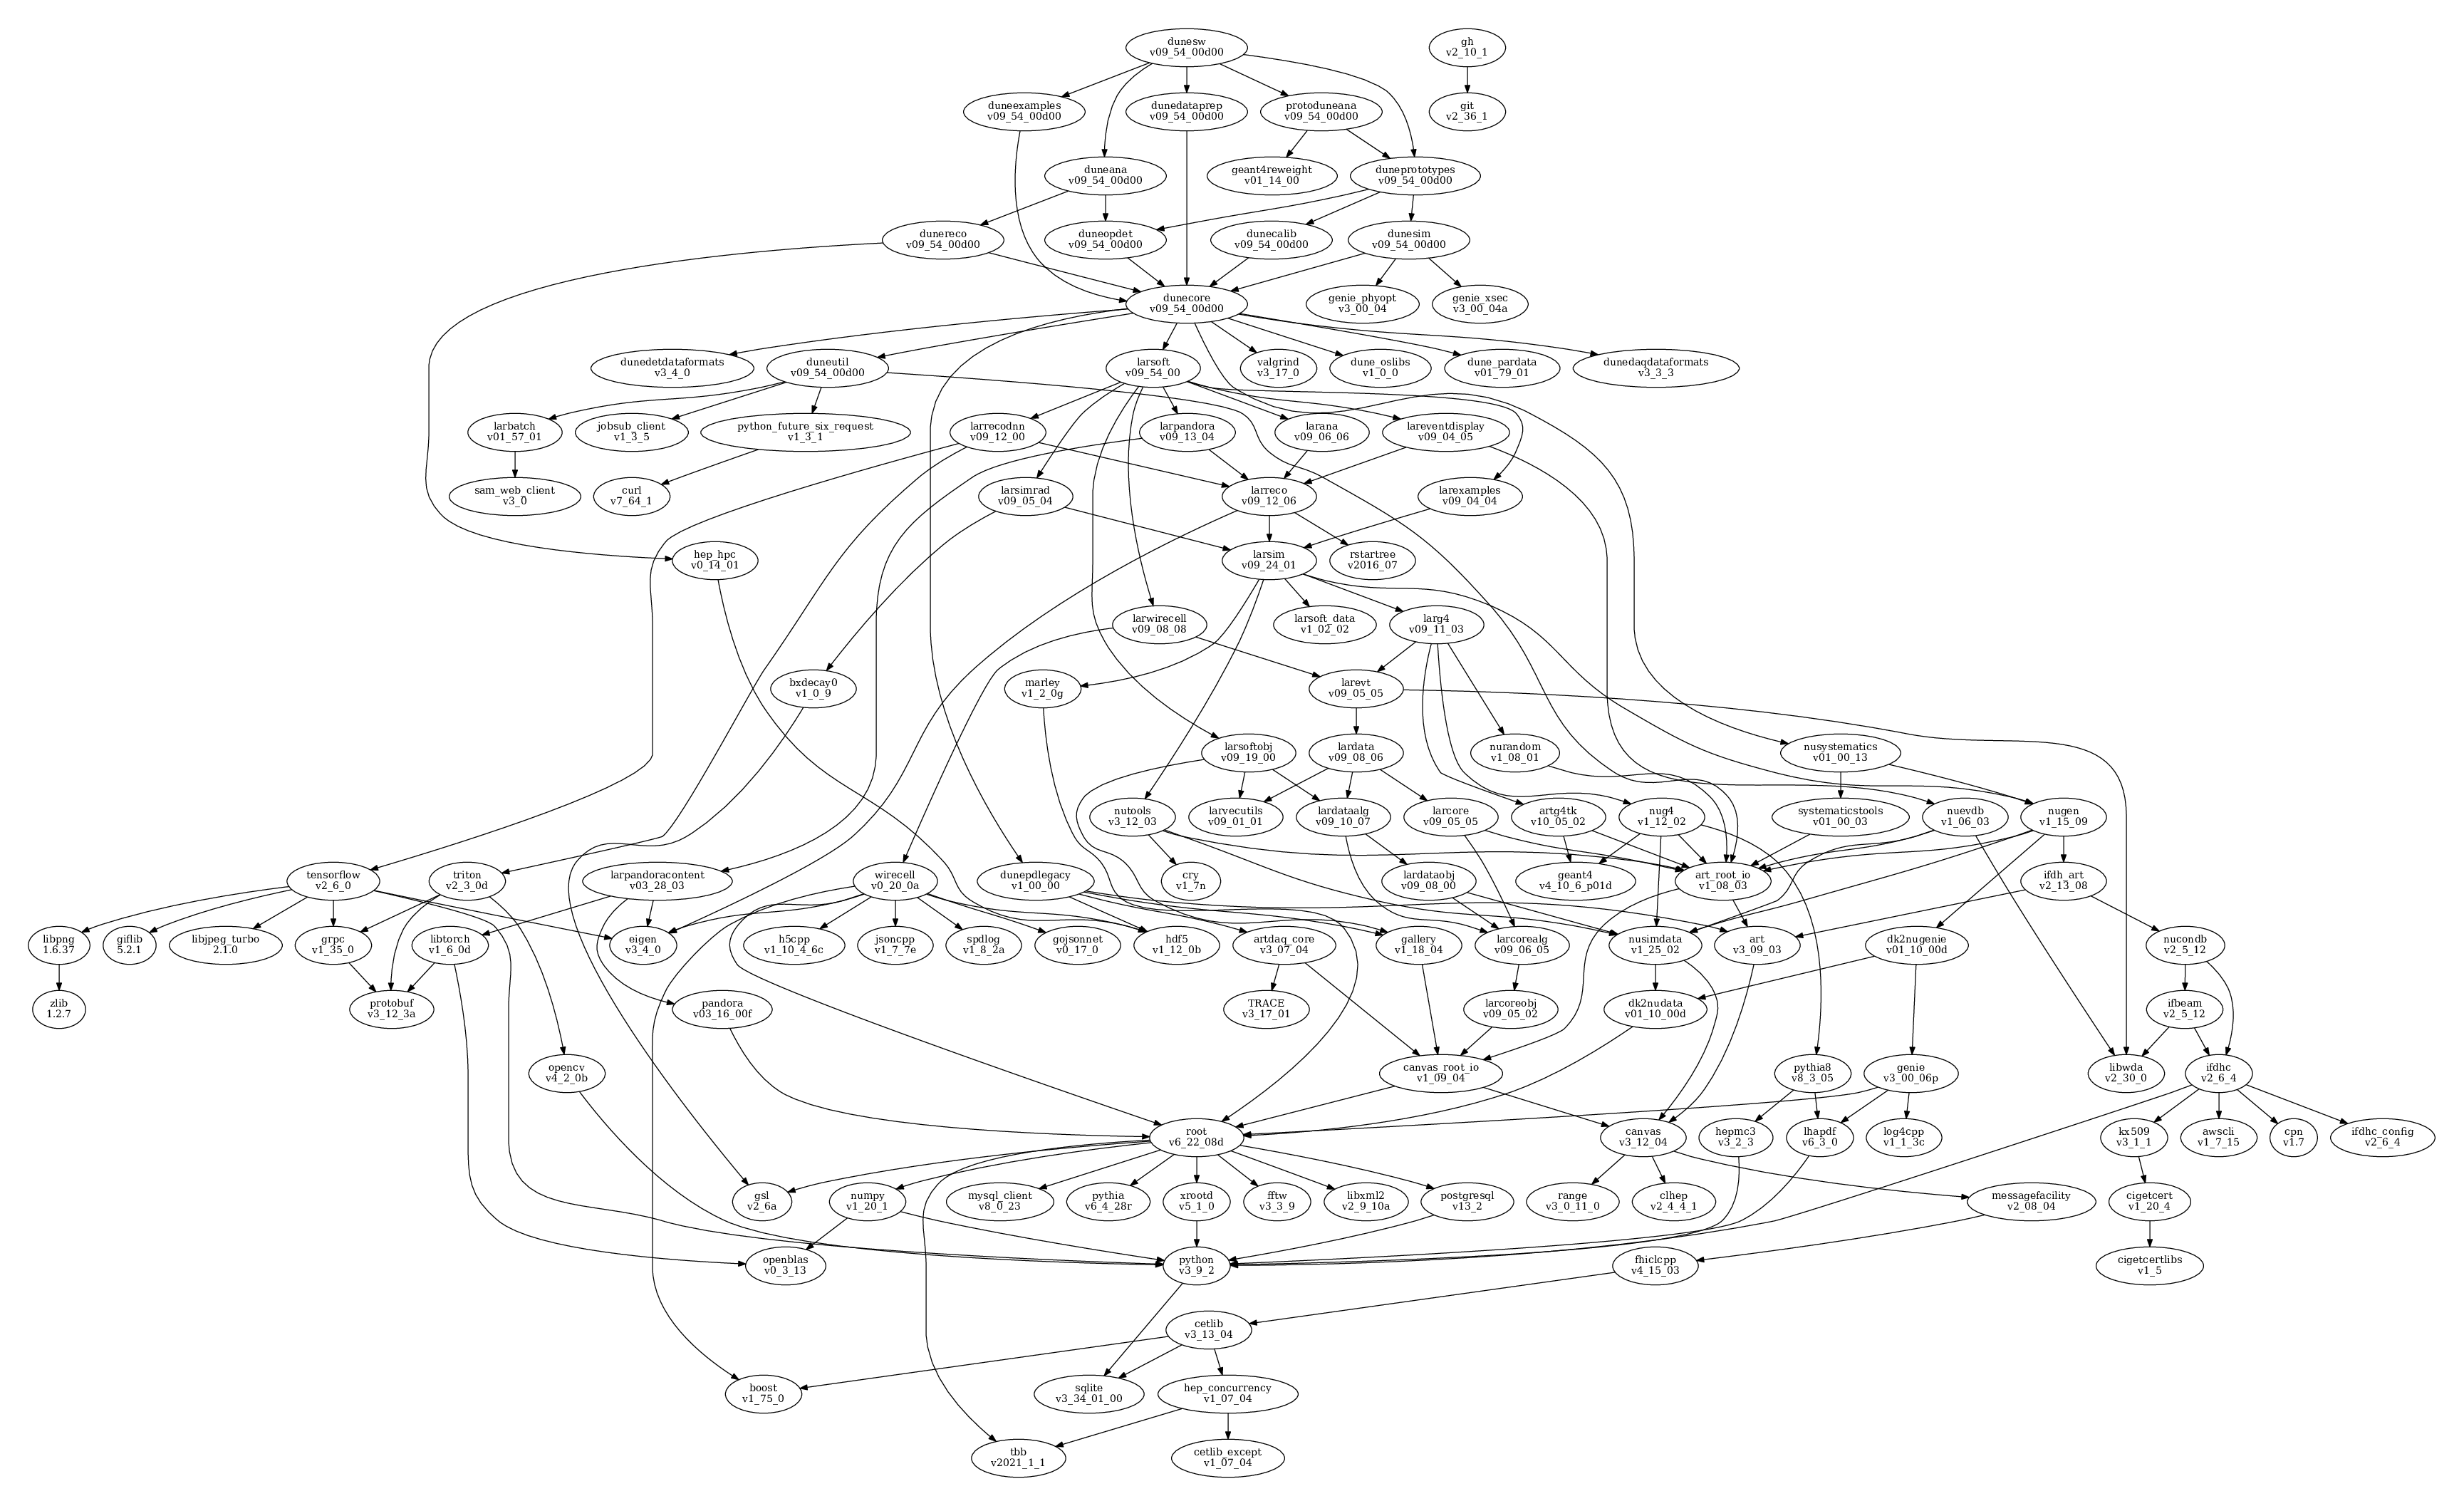 dunesw
v09_54_00d00
gh
v2_10_1
duneexamples
v09_54_00d00
dunedataprep
v09_54_00d00
protoduneana
v09_54_00d00
git
v2_36_1
duneana
v09_54_00d00
geant4reweight
v01_14_00
duneprototypes
v09_54_00d00
dunereco
v09_54_00d00
duneopdet
v09_54_00d00
dunecalib
v09_54_00d00
dunesim
v09_54_00d00
dunecore
v09_54_00d00
genie_phyopt
v3_00_04
genie_xsec
v3_00_04a
dunedetdataformats
v3_4_0
duneutil
v09_54_00d00
larsoft
v09_54_00
valgrind
v3_17_0
dune_oslibs
v1_0_0
dune_pardata
v01_79_01
dunedaqdataformats
v3_3_3
larbatch
v01_57_01
jobsub_client
v1_3_5
python_future_six_request
v1_3_1
larrecodnn
v09_12_00
larpandora
v09_13_04
larana
v09_06_06
lareventdisplay
v09_04_05
sam_web_client
v3_0
curl
v7_64_1
larsimrad
v09_05_04
larreco
v09_12_06
larexamples
v09_04_04
hep_hpc
v0_14_01
larsim
v09_24_01
rstartree
v2016_07
larwirecell
v09_08_08
larsoft_data
v1_02_02
larg4
v09_11_03
bxdecay0
v1_0_9
marley
v1_2_0g
larevt
v09_05_05
larsoftobj
v09_19_00
lardata
v09_08_06
nurandom
v1_08_01
nusystematics
v01_00_13
nutools
v3_12_03
larvecutils
v09_01_01
lardataalg
v09_10_07
larcore
v09_05_05
artg4tk
v10_05_02
nug4
v1_12_02
systematicstools
v01_00_03
nuevdb
v1_06_03
nugen
v1_15_09
tensorflow
v2_6_0
triton
v2_3_0d
larpandoracontent
v03_28_03
wirecell
v0_20_0a
dunepdlegacy
v1_00_00
cry
v1_7n
lardataobj
v09_08_00
geant4
v4_10_6_p01d
art_root_io
v1_08_03
ifdh_art
v2_13_08
libpng
1.6.37
giflib
5.2.1
libjpeg_turbo
2.1.0
grpc
v1_35_0
libtorch
v1_6_0d
eigen
v3_4_0
h5cpp
v1_10_4_6c
jsoncpp
v1_7_7e
spdlog
v1_8_2a
gojsonnet
v0_17_0
hdf5
v1_12_0b
artdaq_core
v3_07_04
gallery
v1_18_04
larcorealg
v09_06_05
nusimdata
v1_25_02
art
v3_09_03
dk2nugenie
v01_10_00d
nucondb
v2_5_12
zlib
1.2.7
protobuf
v3_12_3a
pandora
v03_16_00f
TRACE
v3_17_01
larcoreobj
v09_05_02
dk2nudata
v01_10_00d
ifbeam
v2_5_12
opencv
v4_2_0b
canvas_root_io
v1_09_04
pythia8
v8_3_05
genie
v3_00_06p
libwda
v2_30_0
ifdhc
v2_6_4
root
v6_22_08d
canvas
v3_12_04
hepmc3
v3_2_3
lhapdf
v6_3_0
log4cpp
v1_1_3c
kx509
v3_1_1
awscli
v1_7_15
cpn
v1.7
ifdhc_config
v2_6_4
gsl
v2_6a
numpy
v1_20_1
mysql_client
v8_0_23
pythia
v6_4_28r
xrootd
v5_1_0
fftw
v3_3_9
libxml2
v2_9_10a
postgresql
v13_2
range
v3_0_11_0
clhep
v2_4_4_1
messagefacility
v2_08_04
cigetcert
v1_20_4
openblas
v0_3_13
python
v3_9_2
fhiclcpp
v4_15_03
cigetcertlibs
v1_5
cetlib
v3_13_04
boost
v1_75_0
sqlite
v3_34_01_00
hep_concurrency
v1_07_04
tbb
v2021_1_1
cetlib_except
v1_07_04